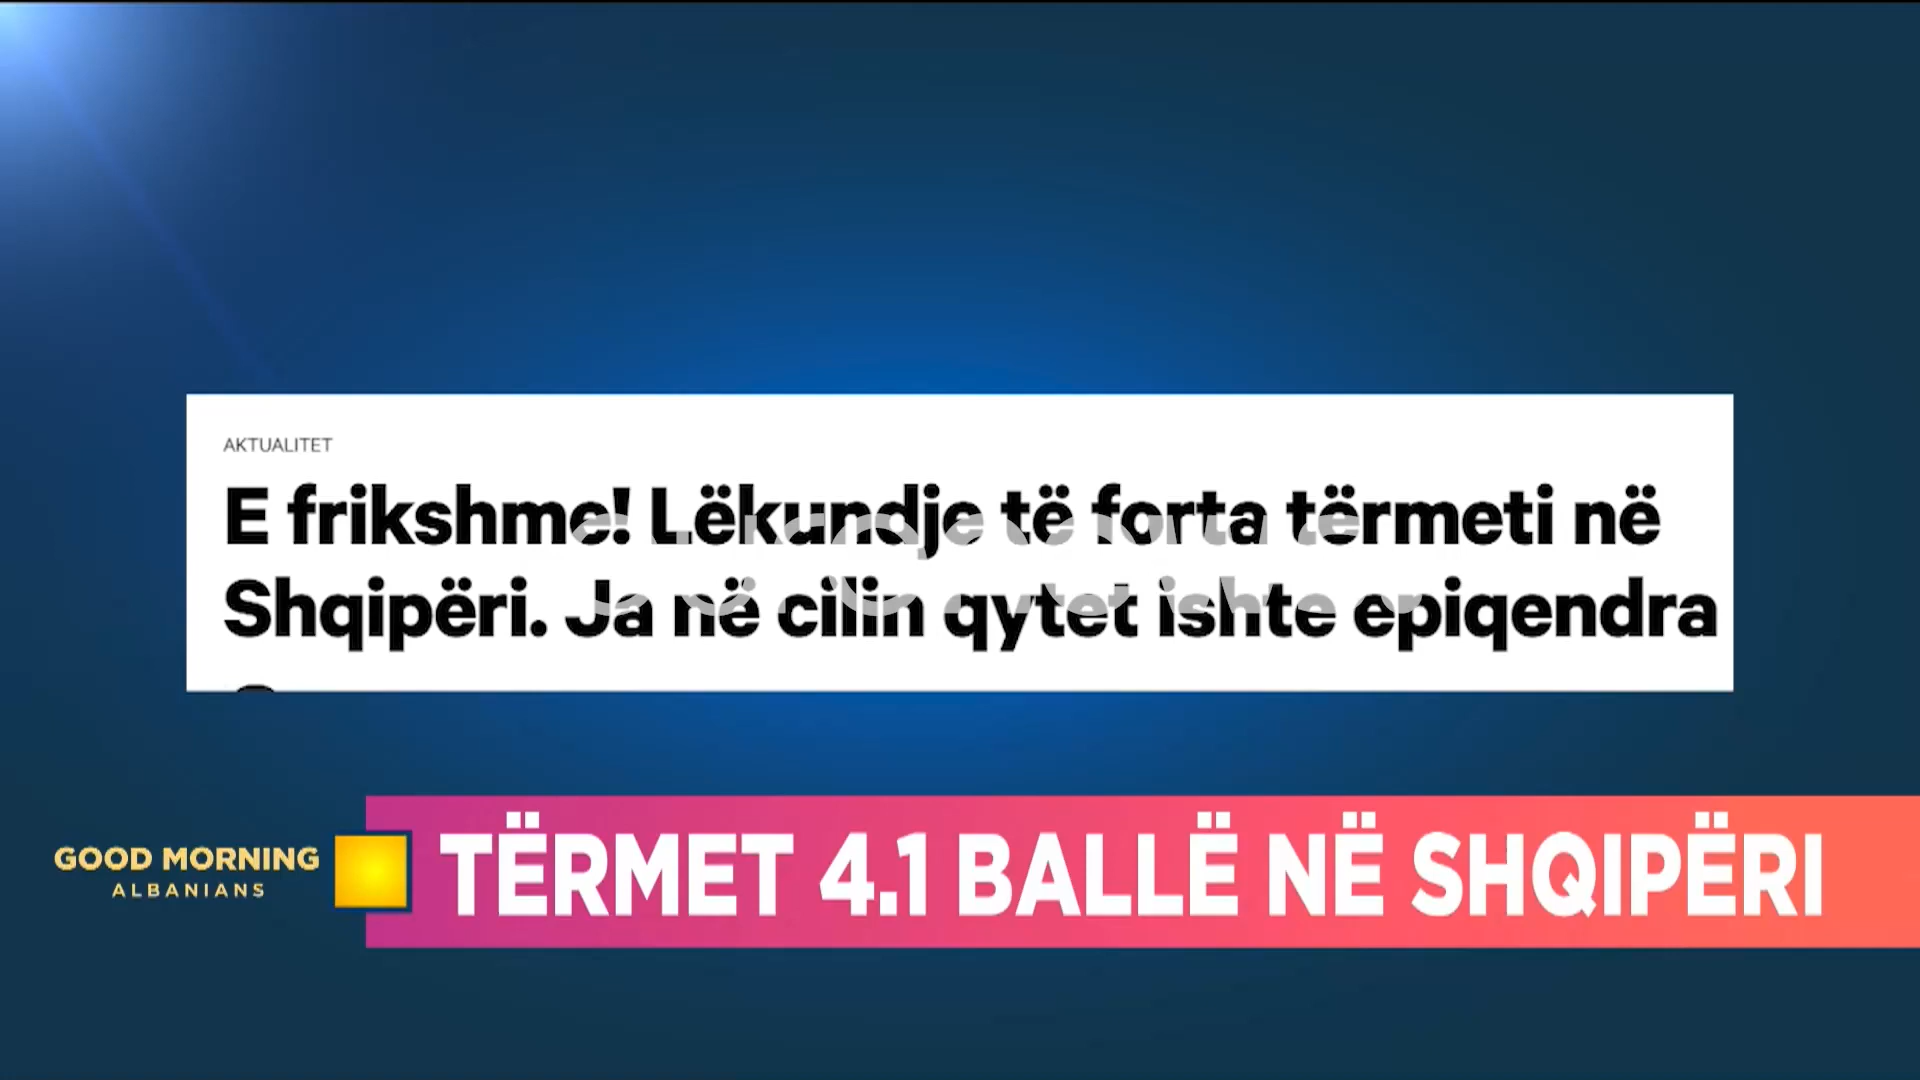 AKTUALITET
E frikshme! Lëkundje të forta tërmeti në
Shqipëri. Ja në cilin qytet ishte epiqendra
GOOD MORNING
ALBANIANS
TËRMET 4.1 BALLË NË SHQIPËRI